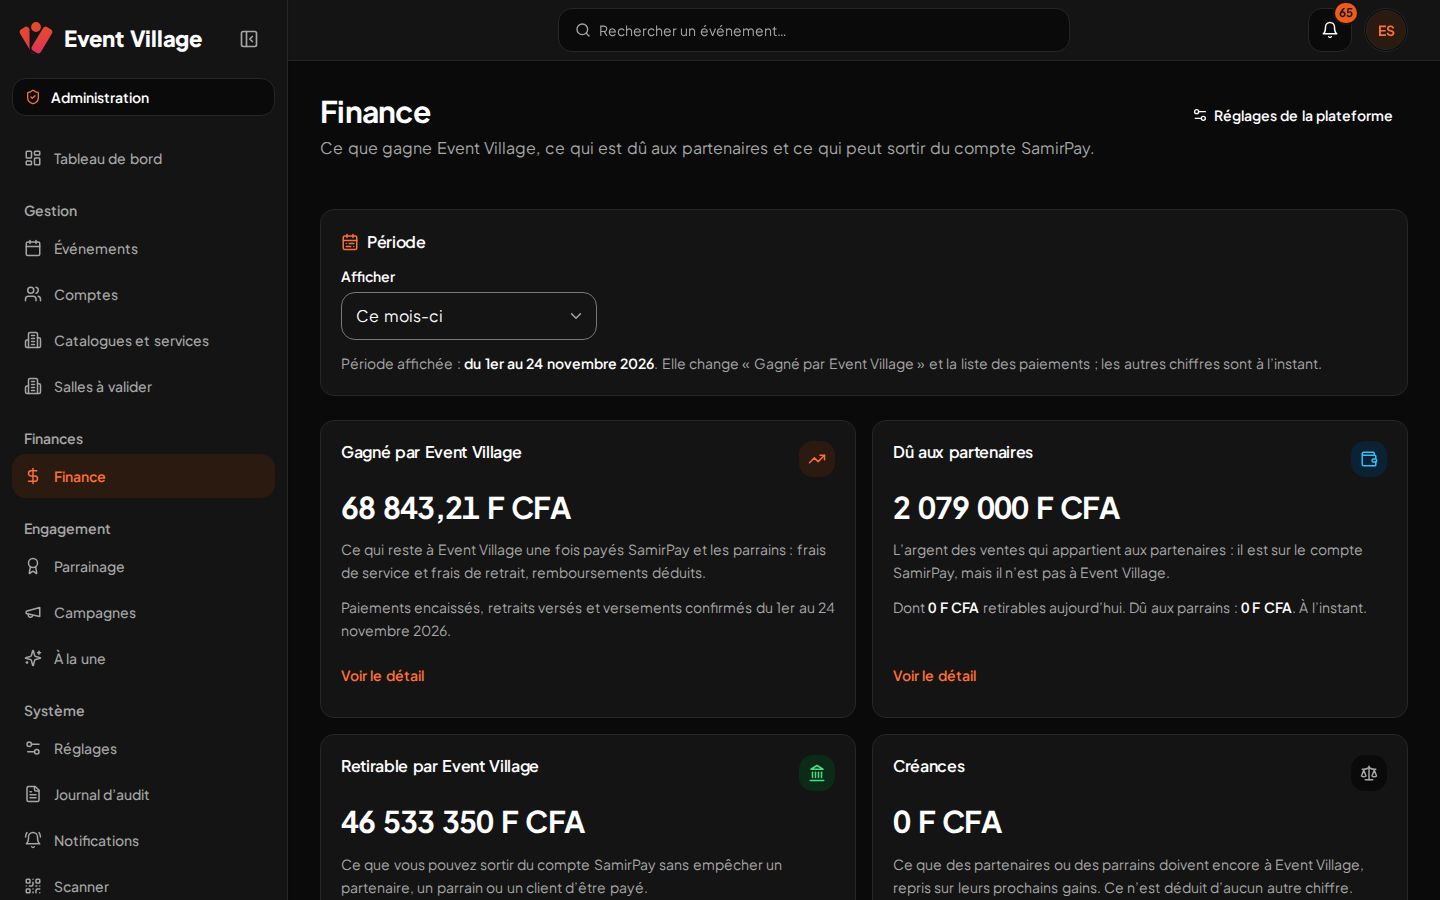 Event Village
Rechercher un événement...
65
ES
Administration
Tableau de bord
Gestion
Événements
Comptes
Catalogues et services
Salles à valider
Finances
Finance
Engagement
Parrainage
Campagnes
À la une
Système
Réglages
Journal d'audit
Notifications
Scanner
Finance
Réglages de la plateforme
Ce que gagne Event Village, ce qui est dû aux partenaires et ce qui peut sortir du compte SamirPay.
Période
Afficher
Ce mois-ci
Période affichée : du 1er au 24 novembre 2026. Elle change « Gagné par Event Village » et la liste des paiements ; les autres chiffres sont à l'instant.
Gagné par Event Village
68 843,21 F CFA
Ce qui reste à Event Village une fois payés SamirPay et les parrains : frais
de service et frais de retrait, remboursements déduits.
Paiements encaissés, retraits versés et versements confirmés du 1er au 24
novembre 2026.
Voir le détail
Dû aux partenaires
2 079 000 F CFA
L'argent des ventes qui appartient aux partenaires : il est sur le compte
SamirPay, mais il n'est pas à Event Village.
Dont 0 F CFA retirables aujourd'hui. Dû aux parrains : 0 F CFA. À l'instant.
Voir le détail
Retirable par Event Village
46 533 350 F CFA
Ce que vous pouvez sortir du compte SamirPay sans empêcher un
partenaire, un parrain ou un client d'être payé.
Créances
0 F CFA
Ce que des partenaires ou des parrains doivent encore à Event Village,
repris sur leurs prochains gains. Ce n'est déduit d'aucun autre chiffre.